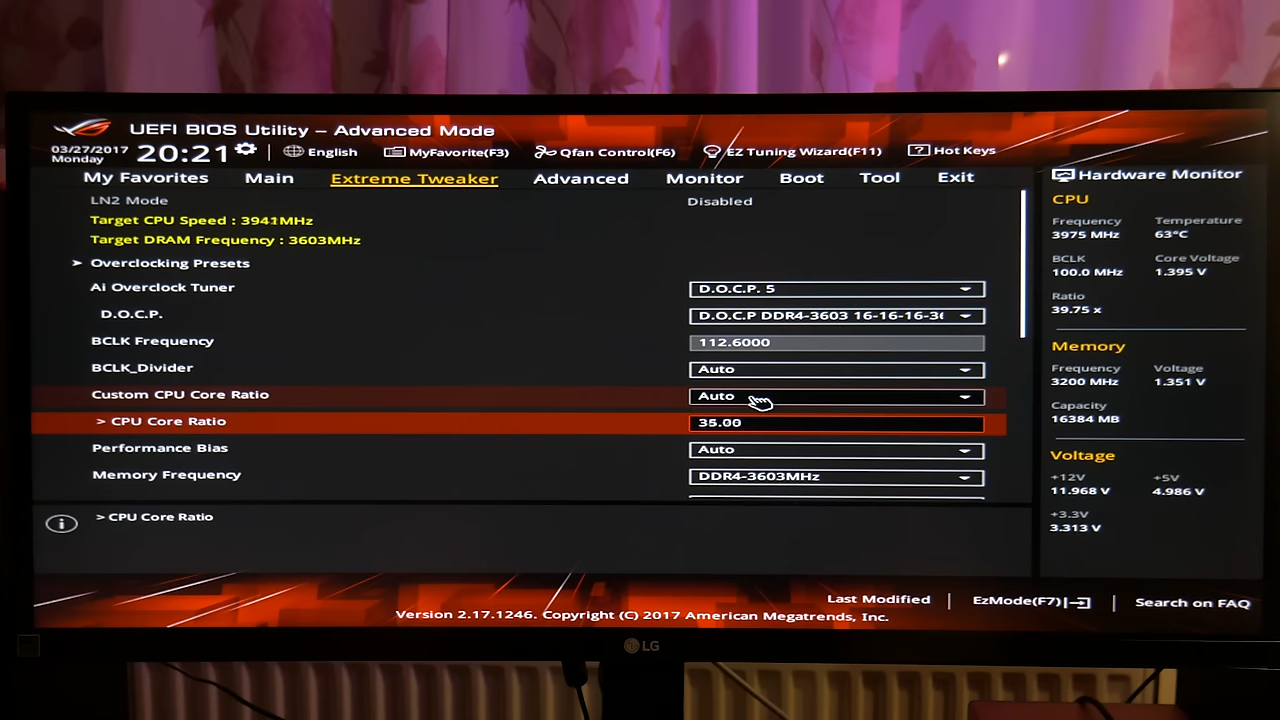 UEFI BIOS Utility – Advanced Mode
03/27/2017
Monday
20:21
English
MyFavorite(F3)
Qfan Control(F6)
EZ Tuning Wizard(F11)
? Hot Keys
My Favorites Main Extreme Tweaker Advanced Monitor Boot Tool Exit
LN2 Mode Disabled
Target CPU Speed : 3941MHz
Target DRAM Frequency : 3603MHz
> Overclocking Presets
Ai Overclock Tuner D.O.C.P. 5
D.O.C.P. D.O.C.P DDR4-3603 16-16-16-36
BCLK Frequency 112.6000
BCLK_Divider Auto
Custom CPU Core Ratio Auto
> CPU Core Ratio 35.00
Performance Bias Auto
Memory Frequency DDR4-3603MHz
> CPU Core Ratio
Hardware Monitor
CPU
Frequency Temperature
3975 MHz 63°C
BCLK Core Voltage
100.0 MHz 1.395 V
Ratio
39.75 x
Memory
Frequency Voltage
3200 MHz 1.351 V
Capacity
16384 MB
Voltage
+12V +5V
11.968 V 4.986 V
+3.3V
3.313 V
Last Modified | EzMode(F7) | Search on FAQ
Version 2.17.1246. Copyright (C) 2017 American Megatrends, Inc.
LG